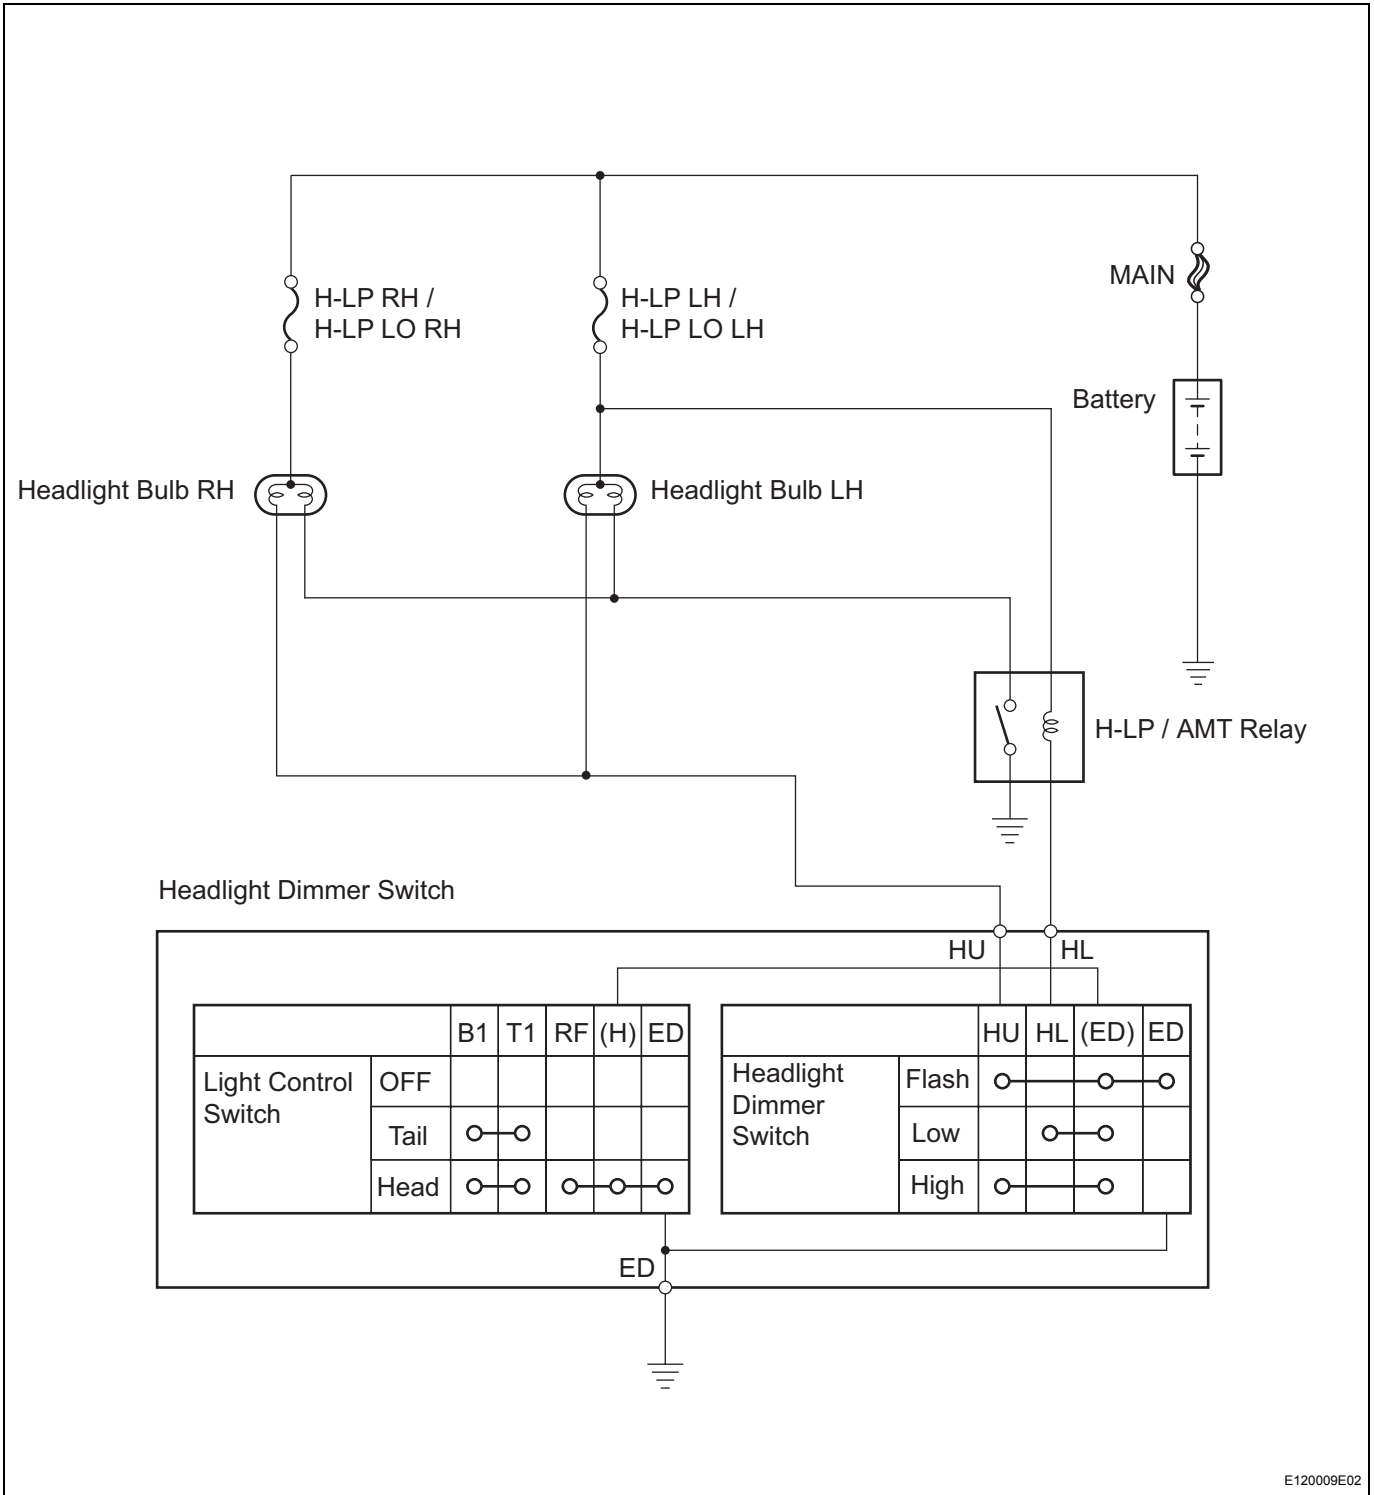 H-LP RH /
H-LP LO RH
H-LP LH /
H-LP LO LH
MAIN
Battery
Headlight Bulb RH
Headlight Bulb LH
H-LP / AMT Relay
Headlight Dimmer Switch
HU
HL
B1 T1 RF (H) ED
Light Control
Switch
OFF
Tail
Head
HU HL (ED) ED
Headlight
Dimmer
Switch
Flash
Low
High
ED
E120009E02